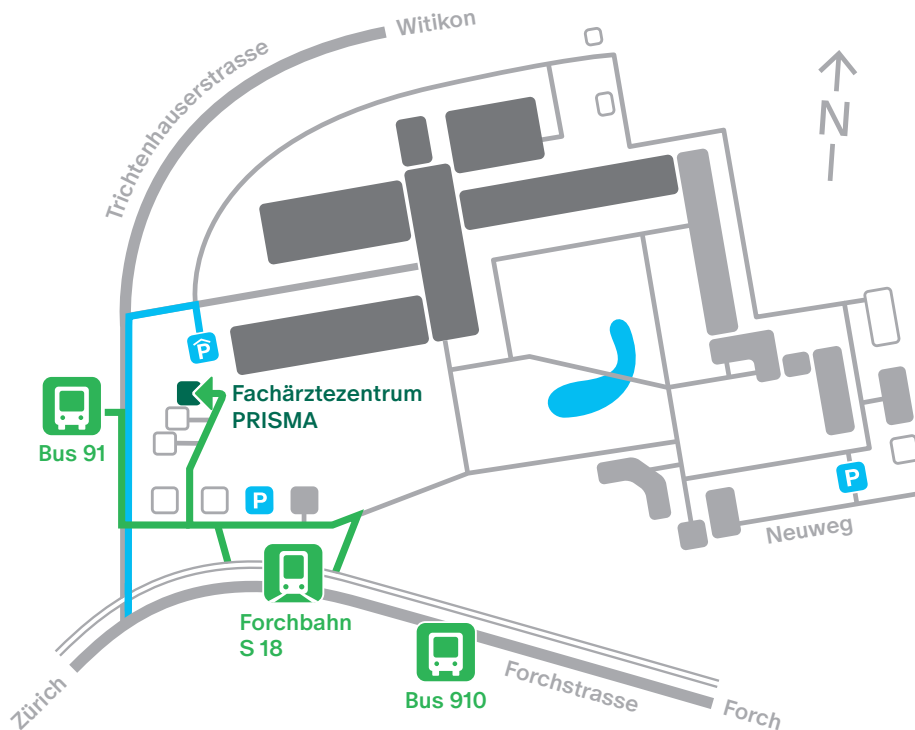 Witikon
Trichtenhauserstrasse
N
P
Fachärztezentrum
PRISMA
Bus 91
P
P
Neuweg
Forchbahn
S 18
Bus 910
Forchstrasse
Zürich
Forch